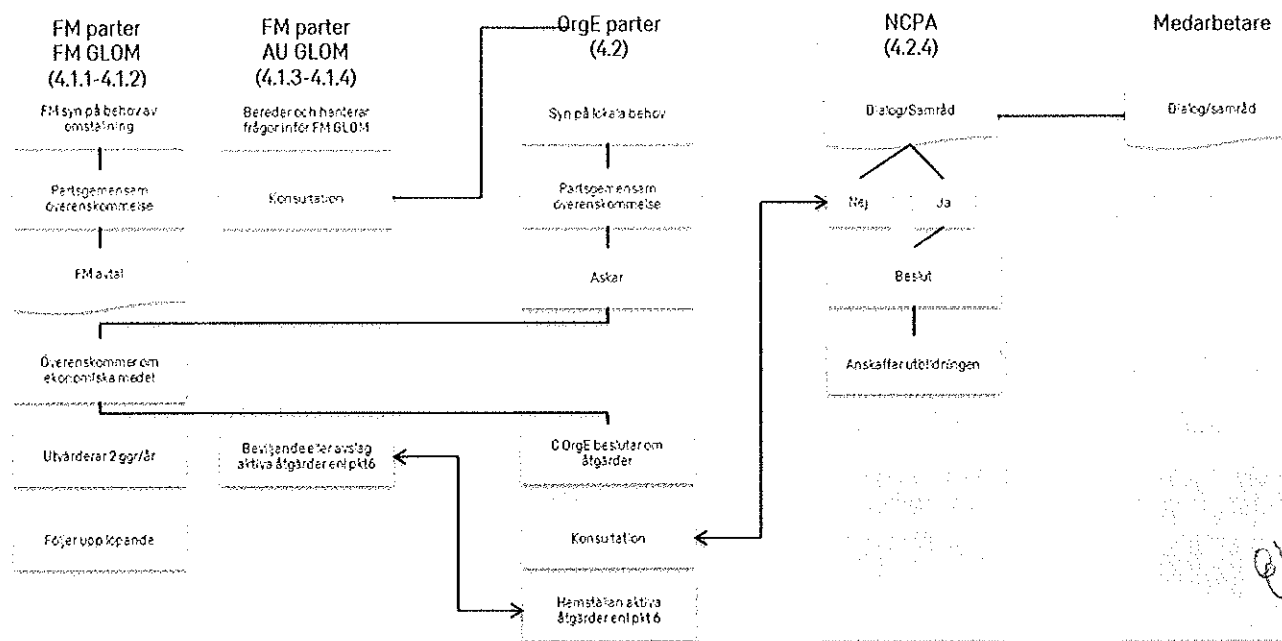 FM parter
FM GLOM
(4.1.1-4.1.2)
FM syn på behov av
omställning
Partsgemensam
överenskommelse
FM avtal
Överenskommer om
ekonomiska medel
Utvärderar 2 ggr/år
Följer upp löpande
FM parter
AU GLOM
(4.1.3-4.1.4)
Bereder och hanterar
frågor inför FM GLOM
Konsultation
Beviljande eller avslag
aktiva åtgärder enl pkt 6
OrgE parter
(4.2)
Syn på lokala behov
Partsgemensam
överenskommelse
Äskar
C OrgE beslutar om
åtgärder
Konsultation
Hemställan aktiva
åtgärder enl pkt 6
NCPA
(4.2.4)
Dialog/Samråd
Nej
Ja
Beslut
Anskaffar utbildningen
Medarbetare
Dialog/samråd